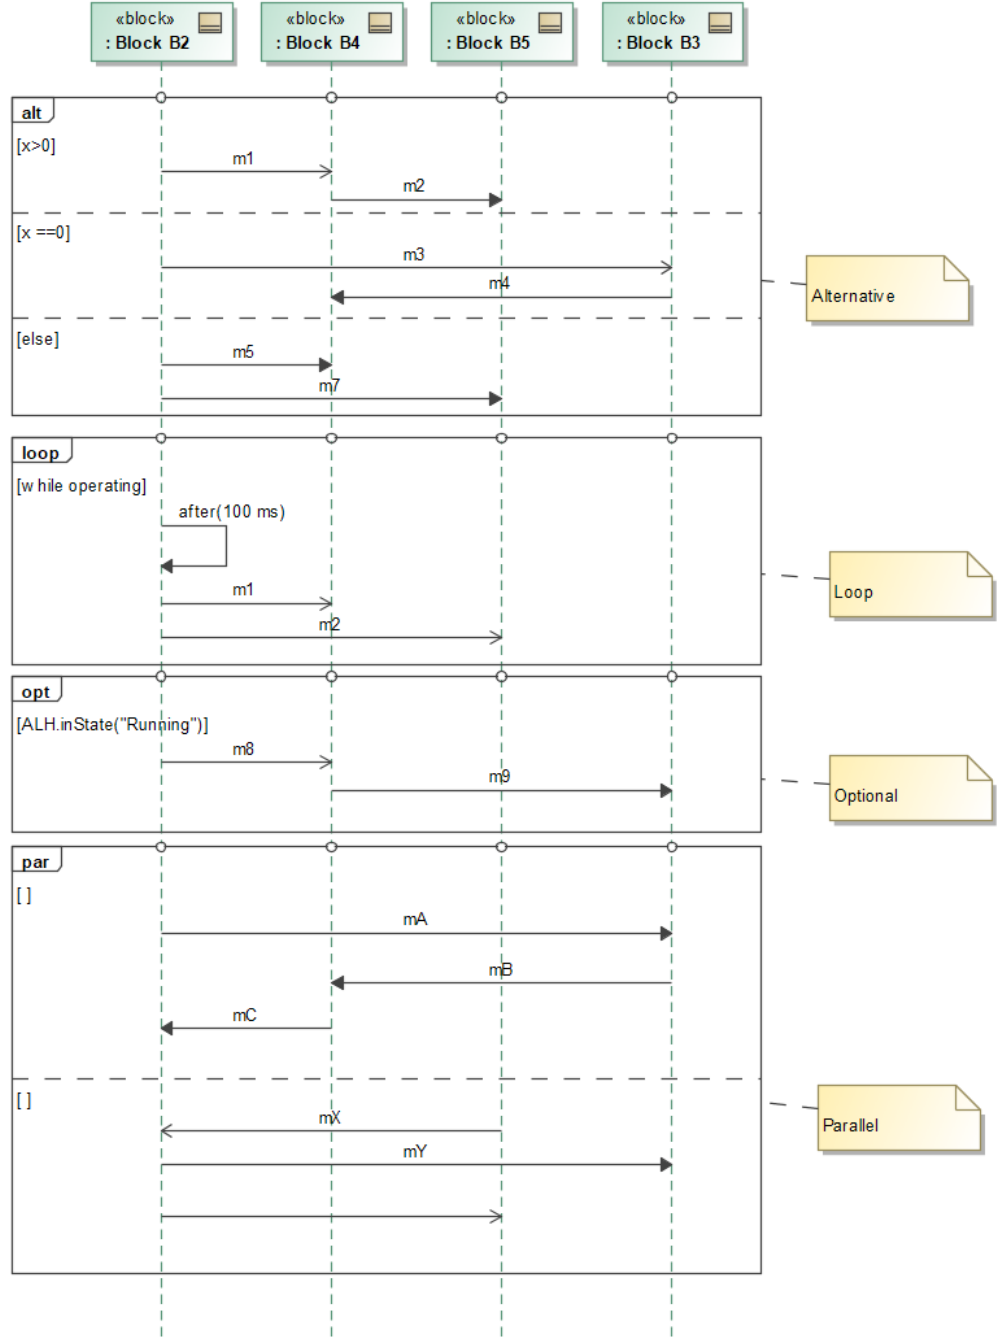 «block» «block» «block» «block»
: Block B2 : Block B4 : Block B5 : Block B3
alt
[x>0]
m1
m2
[x ==0]
m3
m4
Alternative
[else]
m5
m7
loop
[w hile operating]
after(100 ms)
m1
Loop
m2
opt
[ALH.inState("Running")]
m8
m9
Optional
par
[ ]
mA
mB
mC
[ ]
mX
Parallel
mY